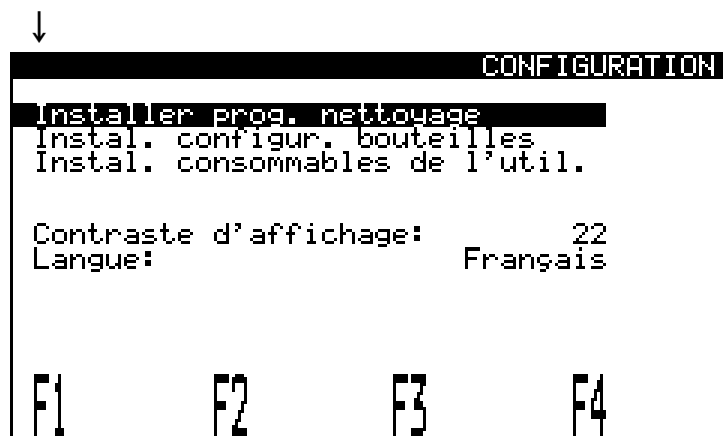 ↓
CONFIGURATION
Installer prog. nettoyage
Instal. configur. bouteilles
Instal. consommables de l'util.
Contraste d'affichage: 22
Langue: Français
F1 F2 F3 F4